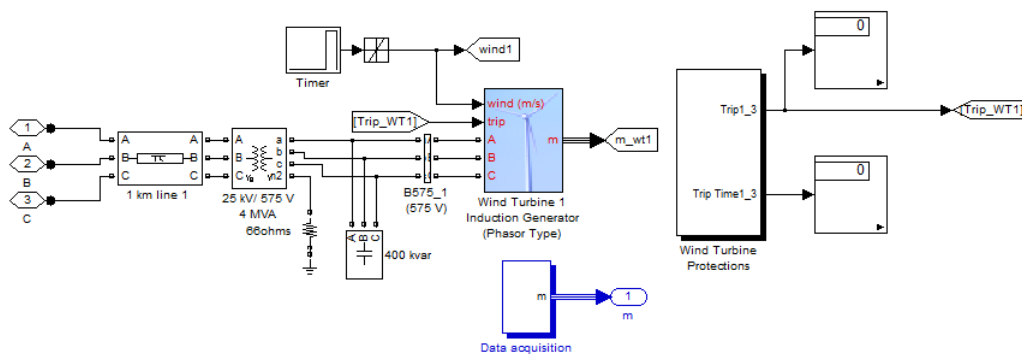 Timer
wind1
[Trip_WT1]
wind (m/s)
trip
A
B
C
m
m_wt1
1
A
2
B
3
C
A
B
C
A
B
C
1 km line 1
A
B
C
a
b
c
n2
25 kV/ 575 V
4 MVA
66ohms
A
B
C
400 kvar
B575_1
(575 V)
Wind Turbine 1
Induction Generator
(Phasor Type)
m
Data acquisition
1
m
Trip1_3
Trip Time1_3
Wind Turbine
Protections
0
0
[Trip_WT1]